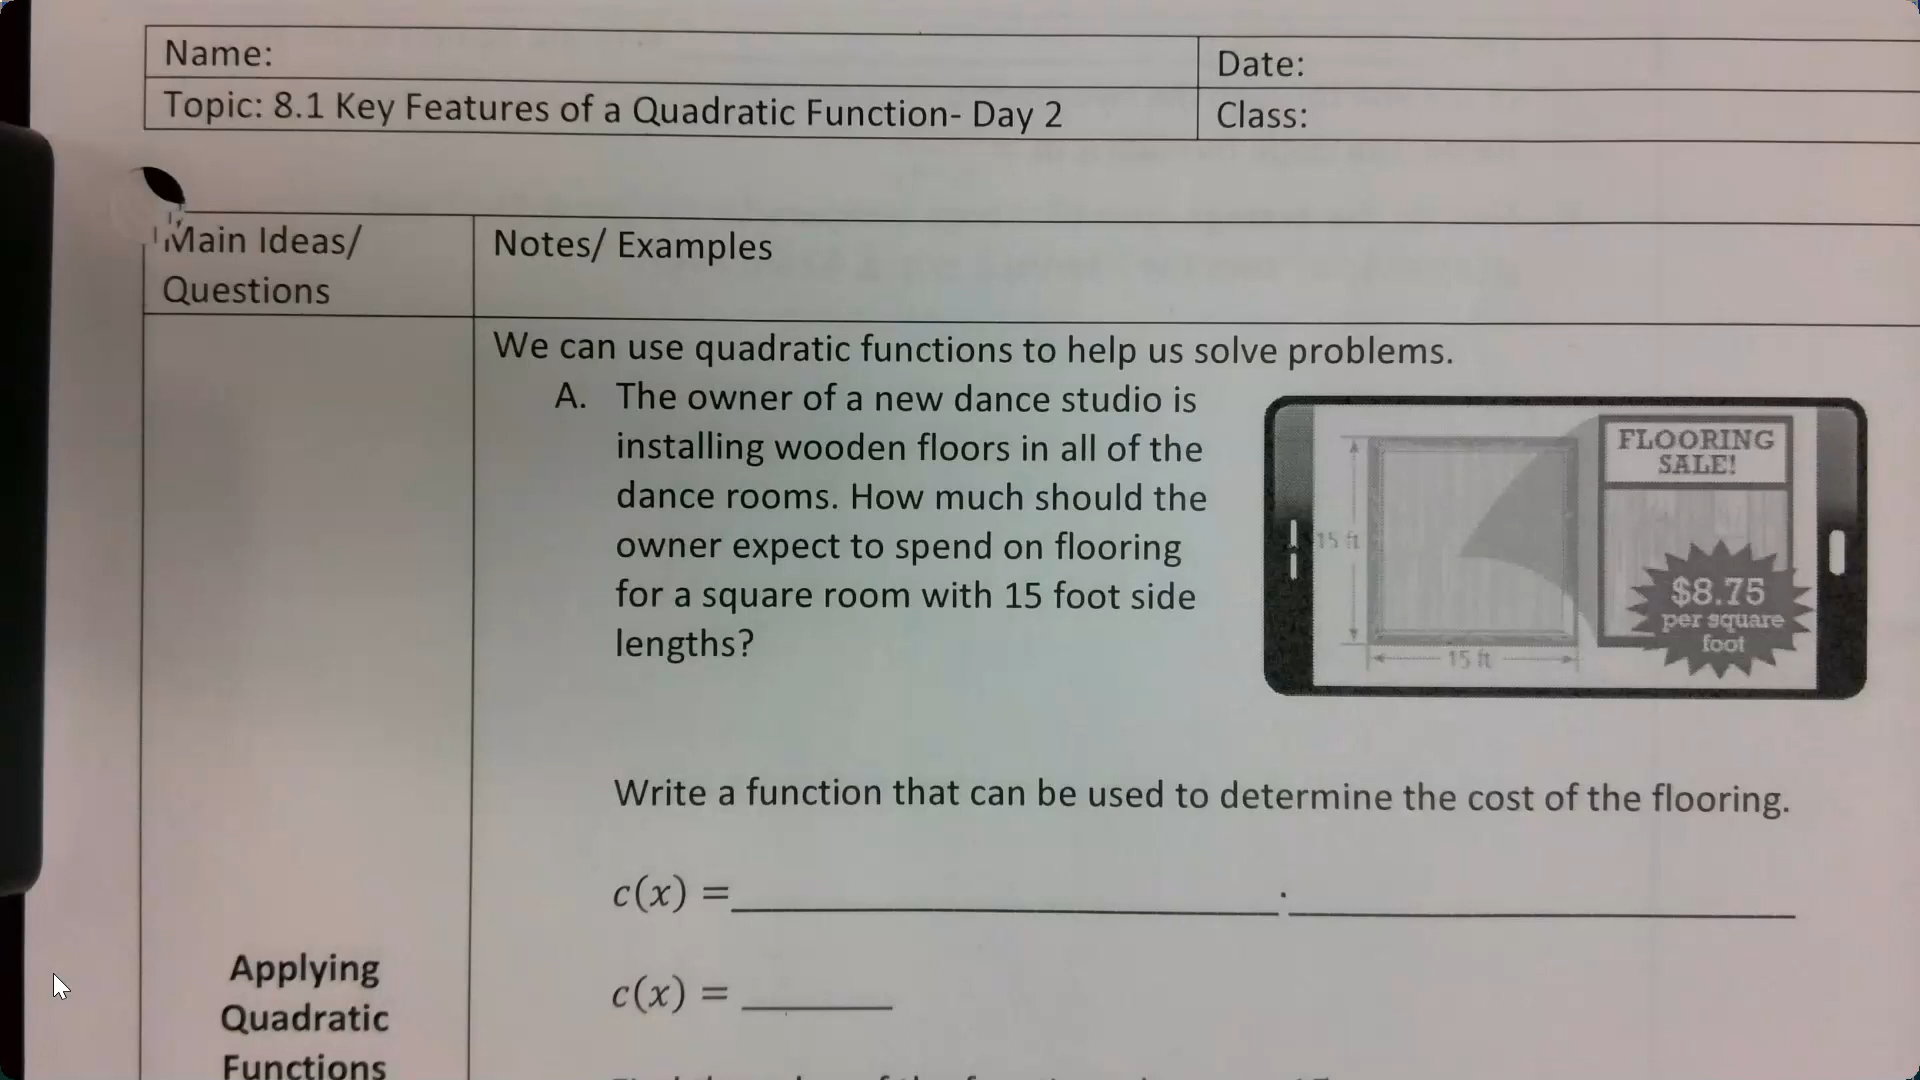 Name:
Date:
Topic: 8.1 Key Features of a Quadratic Function- Day 2
Class:
Main Ideas/
Questions
Notes/ Examples
We can use quadratic functions to help us solve problems.
A. The owner of a new dance studio is
installing wooden floors in all of the
dance rooms. How much should the
owner expect to spend on flooring
for a square room with 15 foot side
lengths?
FLOORING
SALE!
15 ft
$8.75
per square
foot
15 ft
Write a function that can be used to determine the cost of the flooring.
c(x) =____________________·____________________
c(x) = ______
Applying
Quadratic
Functions